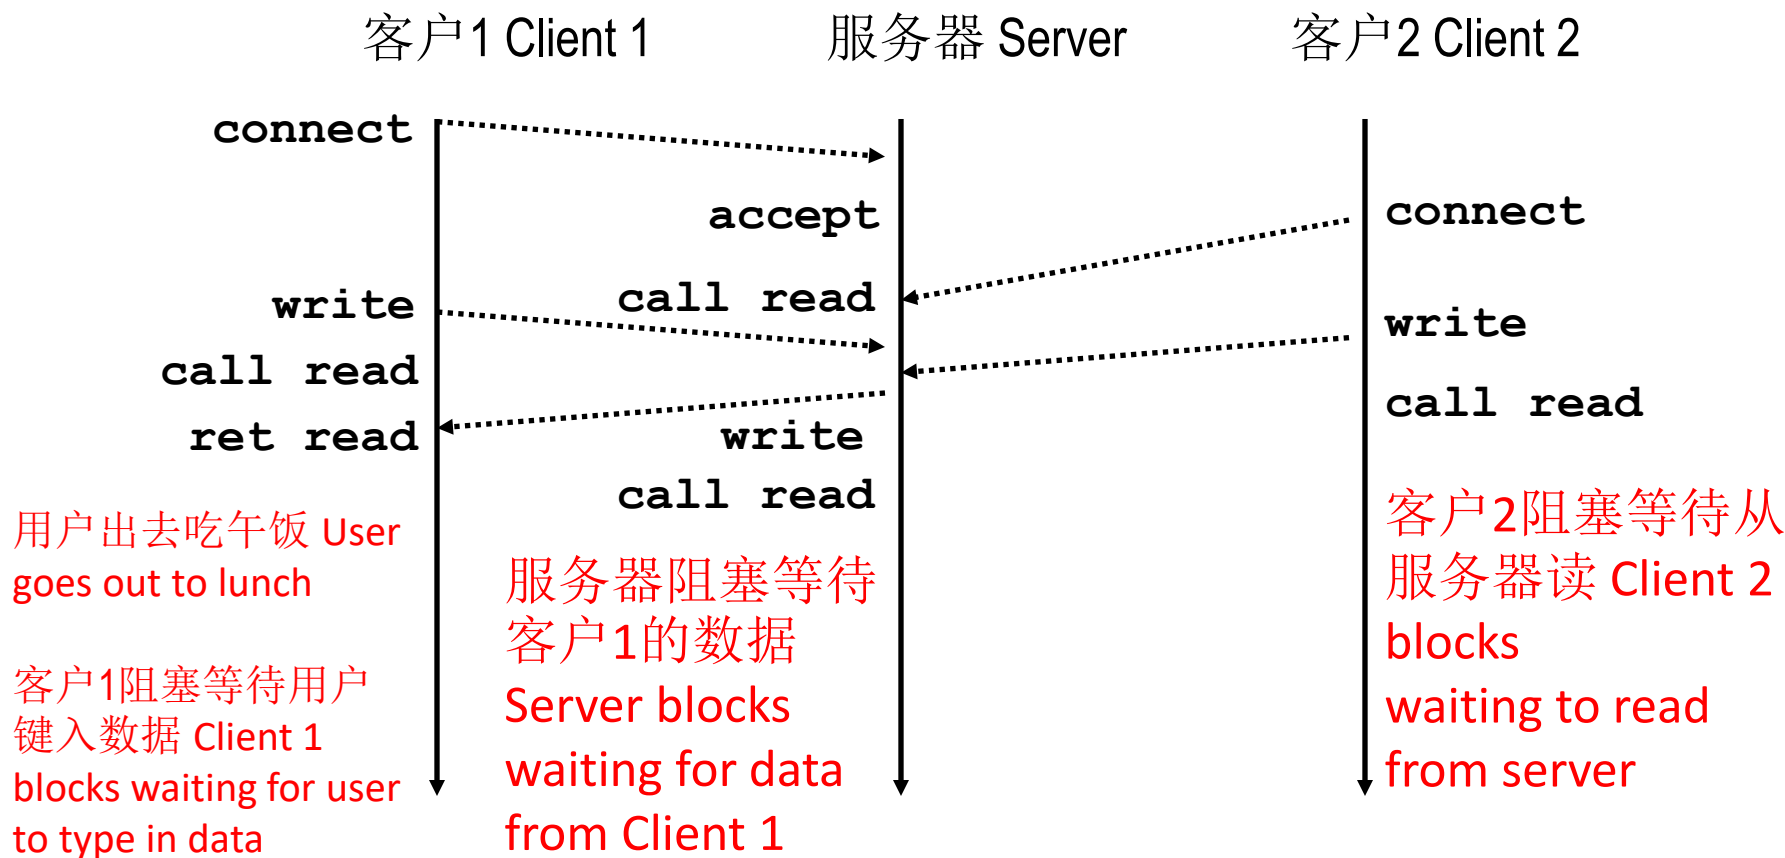 客户1 Client 1
服务器 Server
客户2 Client 2
connect
accept
connect
write
call read
write
call read
call read
ret read
write
call read
用户出去吃午饭 User
goes out to lunch
客户1阻塞等待用户
键入数据 Client 1
blocks waiting for user
to type in data
服务器阻塞等待
客户1的数据
Server blocks
waiting for data
from Client 1
客户2阻塞等待从
服务器读 Client 2
blocks
waiting to read
from server